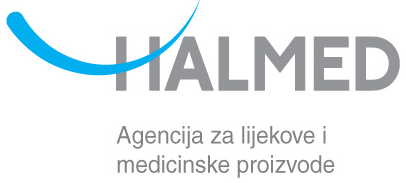 HALMED
Agencija za lijekove i
medicinske proizvode